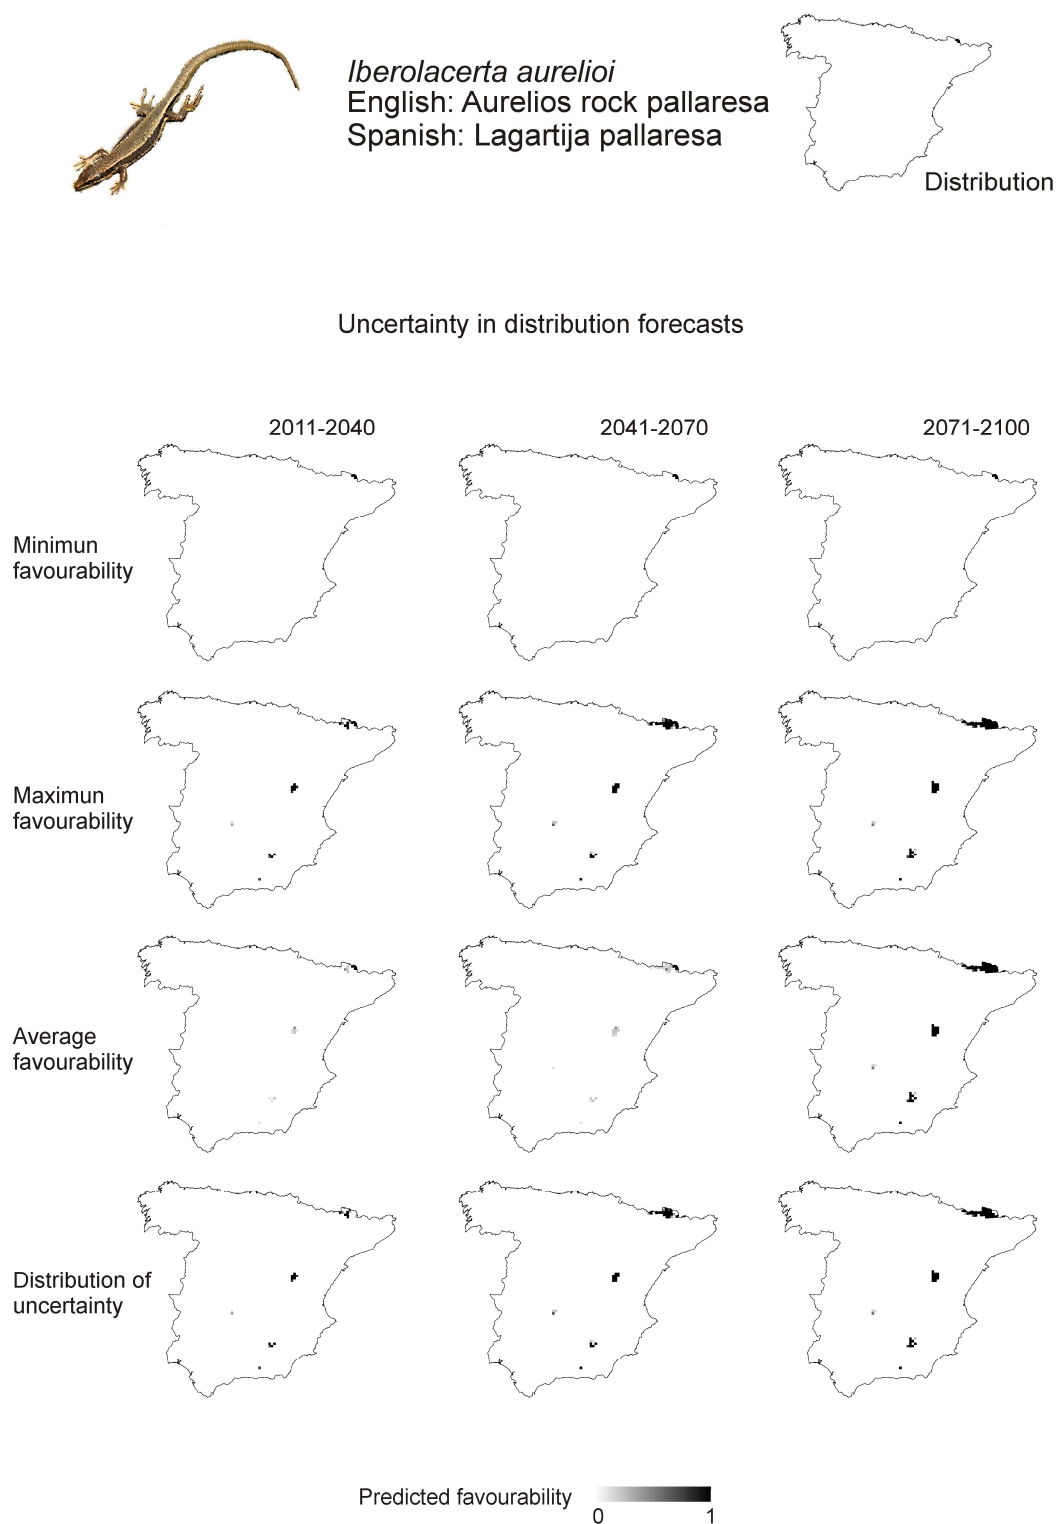 Iberolacerta aurelioi
English: Aurelios rock pallaresa
Spanish: Lagartija pallaresa
Distribution
Uncertainty in distribution forecasts
2011-2040
2041-2070
2071-2100
Minimun
favourability
Maximun
favourability
Average
favourability
Distribution of
uncertainty
Predicted favourability
0
1